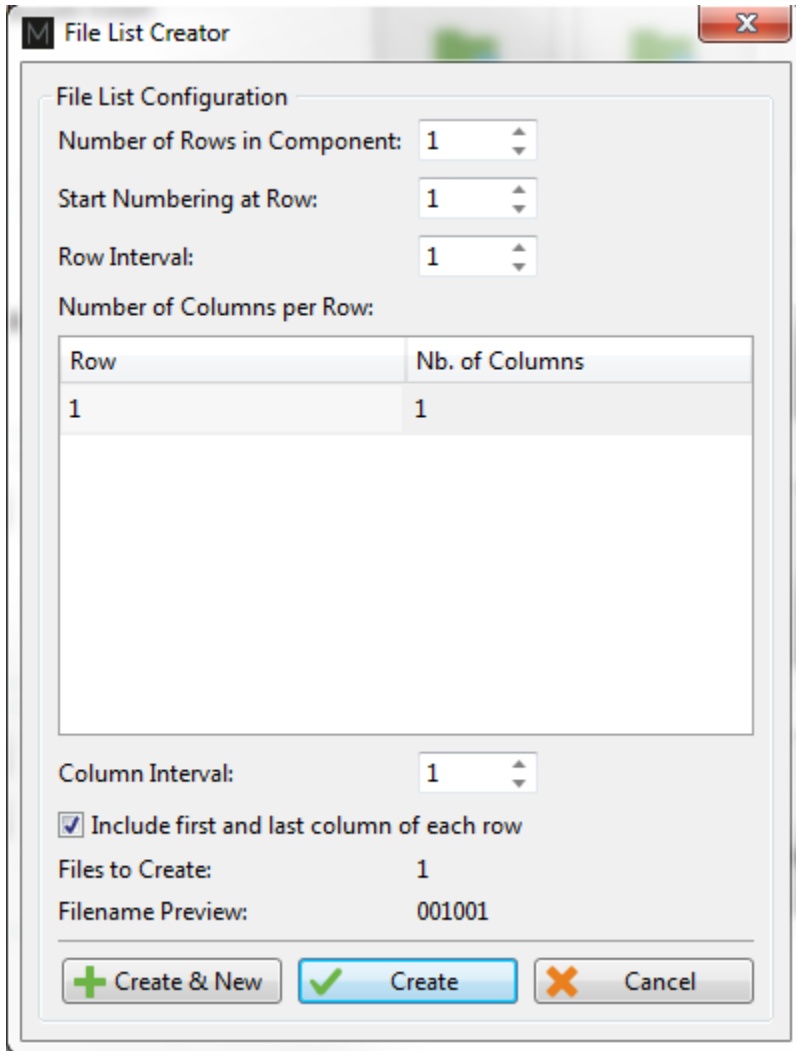 M File List Creator
File List Configuration
Number of Rows in Component: 1
Start Numbering at Row: 1
Row Interval: 1
Number of Columns per Row:
Row Nb. of Columns
1 1
Column Interval: 1
Include first and last column of each row
Files to Create: 1
Filename Preview: 001001
Create & New Create Cancel